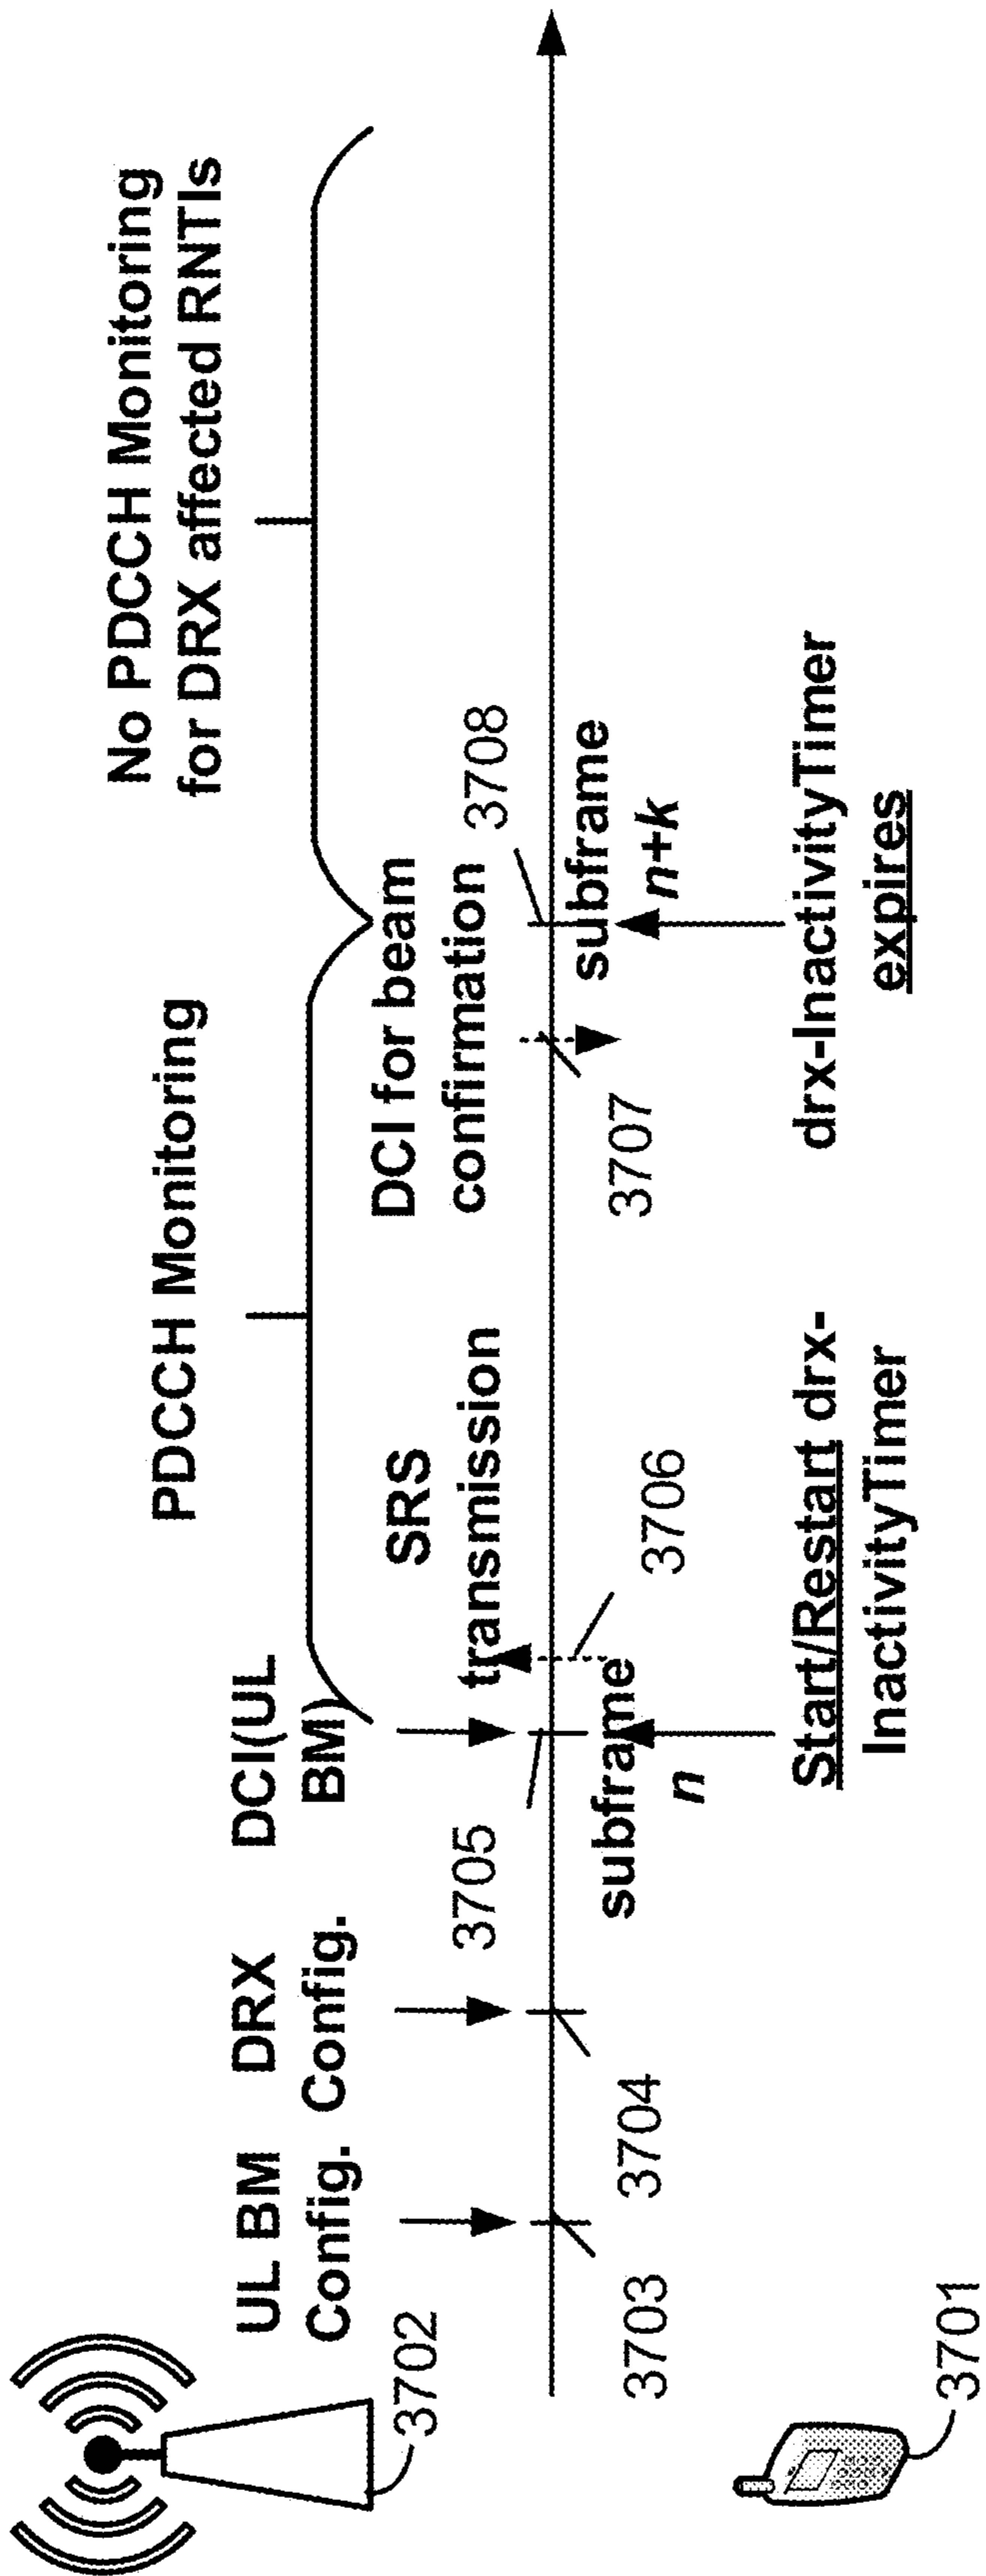 No PDCCH Monitoring
for DRX affected RNTIs
PDCCH Monitoring
UL BM
Config.
DRX
Config.
DCI(UL
BM)
SRS
transmission
DCI for beam
confirmation
3702
3705
3708
3703
3704
subframe
n
3706
3707
subframe
n+k
3701
Start/Restart drx-
InactivityTimer
drx-InactivityTimer
expires